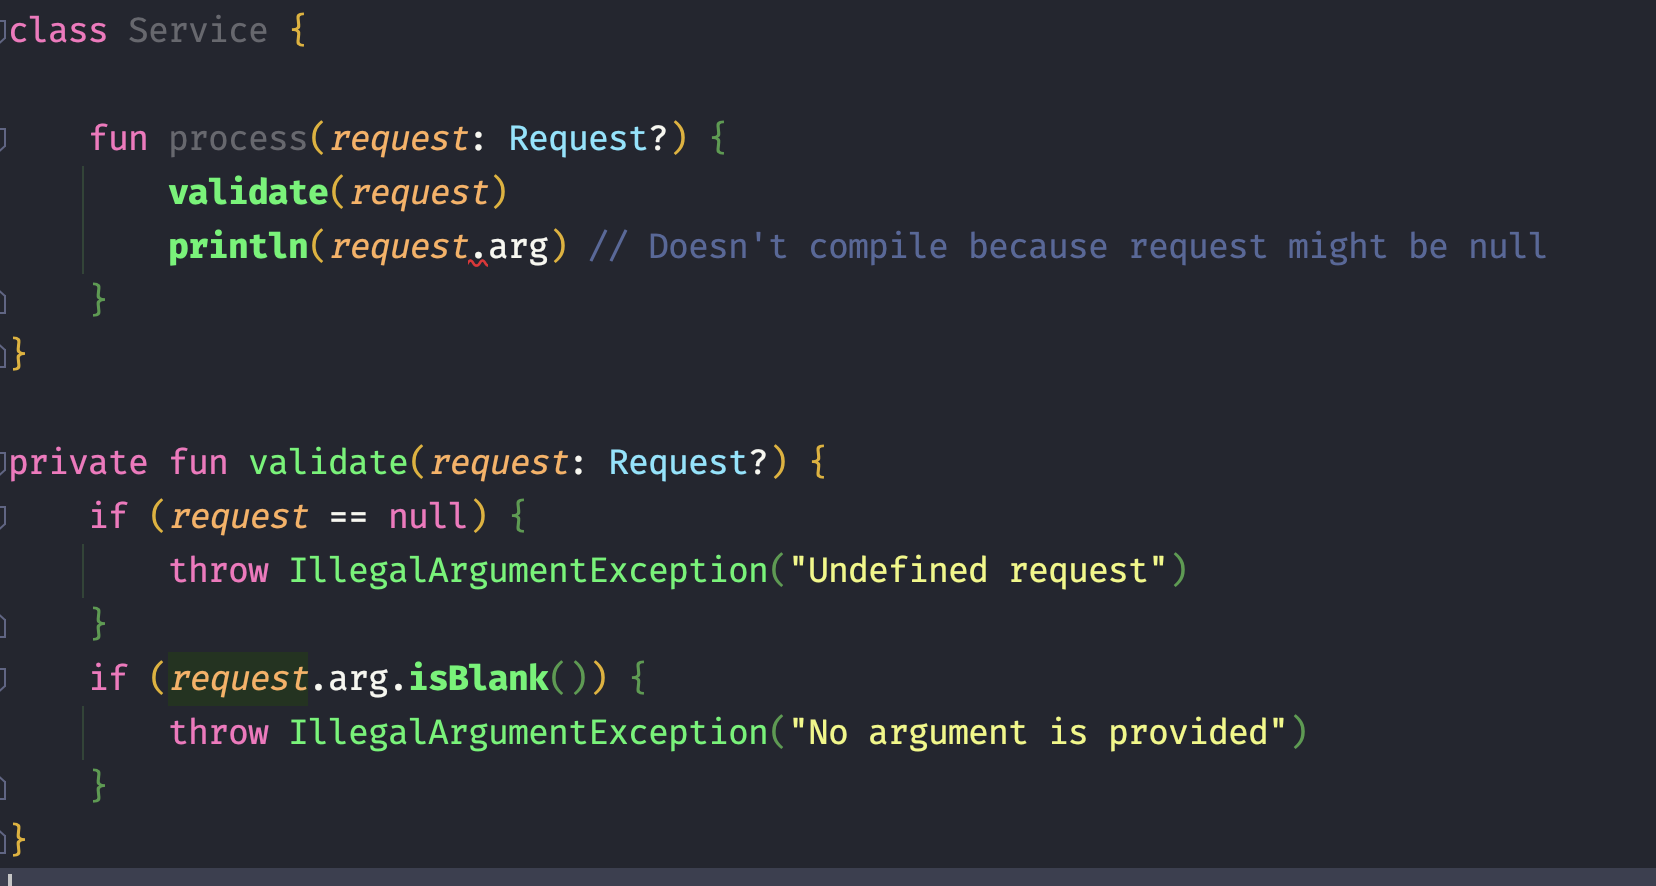 class Service {
fun process(request: Request?) {
validate(request)
println(request.arg) // Doesn't compile because request might be null
}
}
private fun validate(request: Request?) {
if (request == null) {
throw IllegalArgumentException("Undefined request")
}
if (request.arg.isBlank()) {
throw IllegalArgumentException("No argument is provided")
}
}